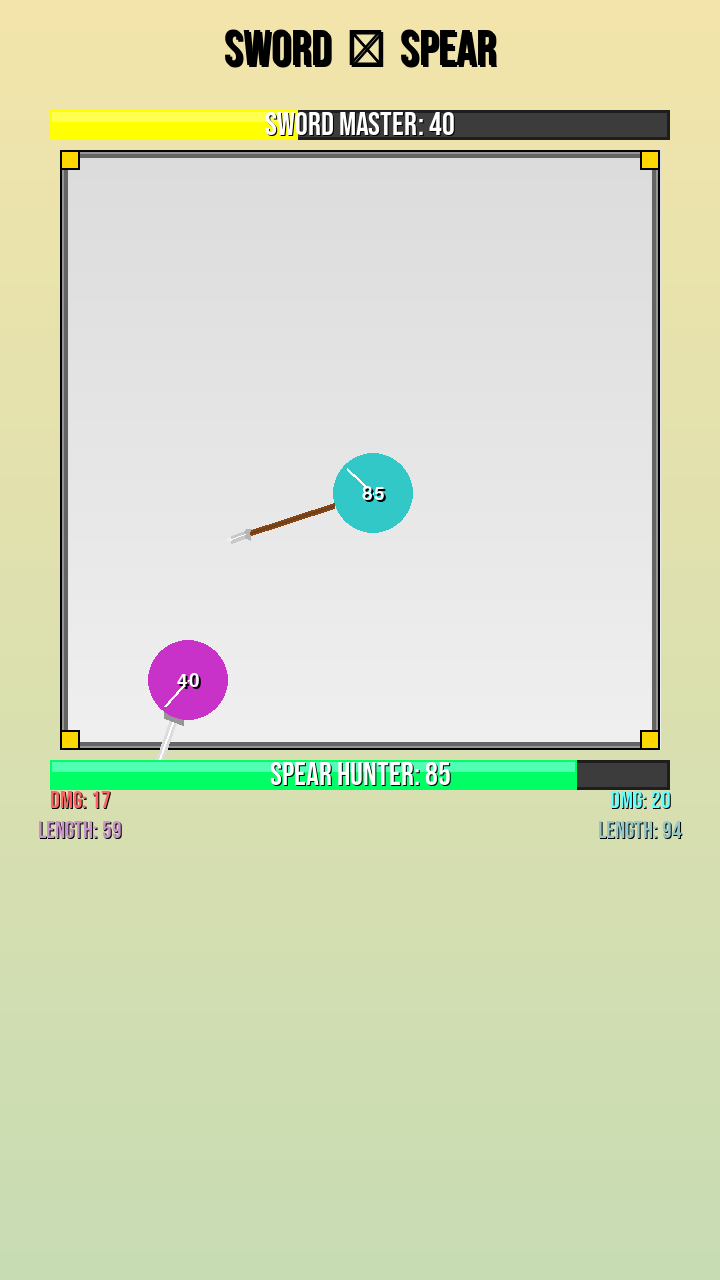 SWORD ⚔ SPEAR
SWORD MASTER: 40
85
40
SPEAR HUNTER: 85
DMG: 17
DMG: 20
LENGTH: 59
LENGTH: 94